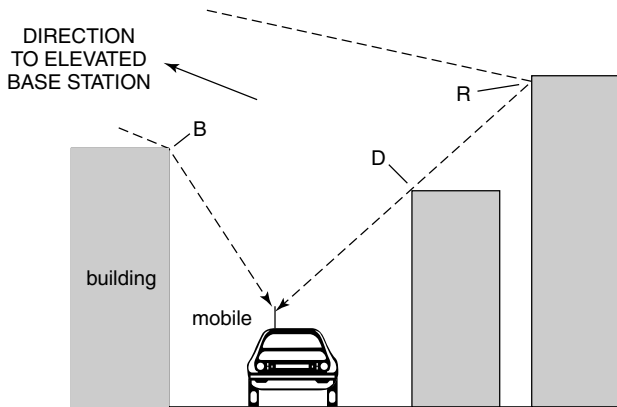 DIRECTION
TO ELEVATED
BASE STATION
R
B
D
building
mobile